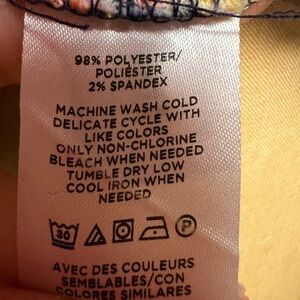 98% POLYESTER/
POLIÉSTER
2% SPANDEX
MACHINE WASH COLD
DELICATE CYCLE WITH
LIKE COLORS
ONLY NON-CHLORINE
BLEACH WHEN NEEDED
TUMBLE DRY LOW
COOL IRON WHEN
NEEDED
30 P
AVEC DES COULEURS
SEMBLABLES/CON
COLORES SIMILARES